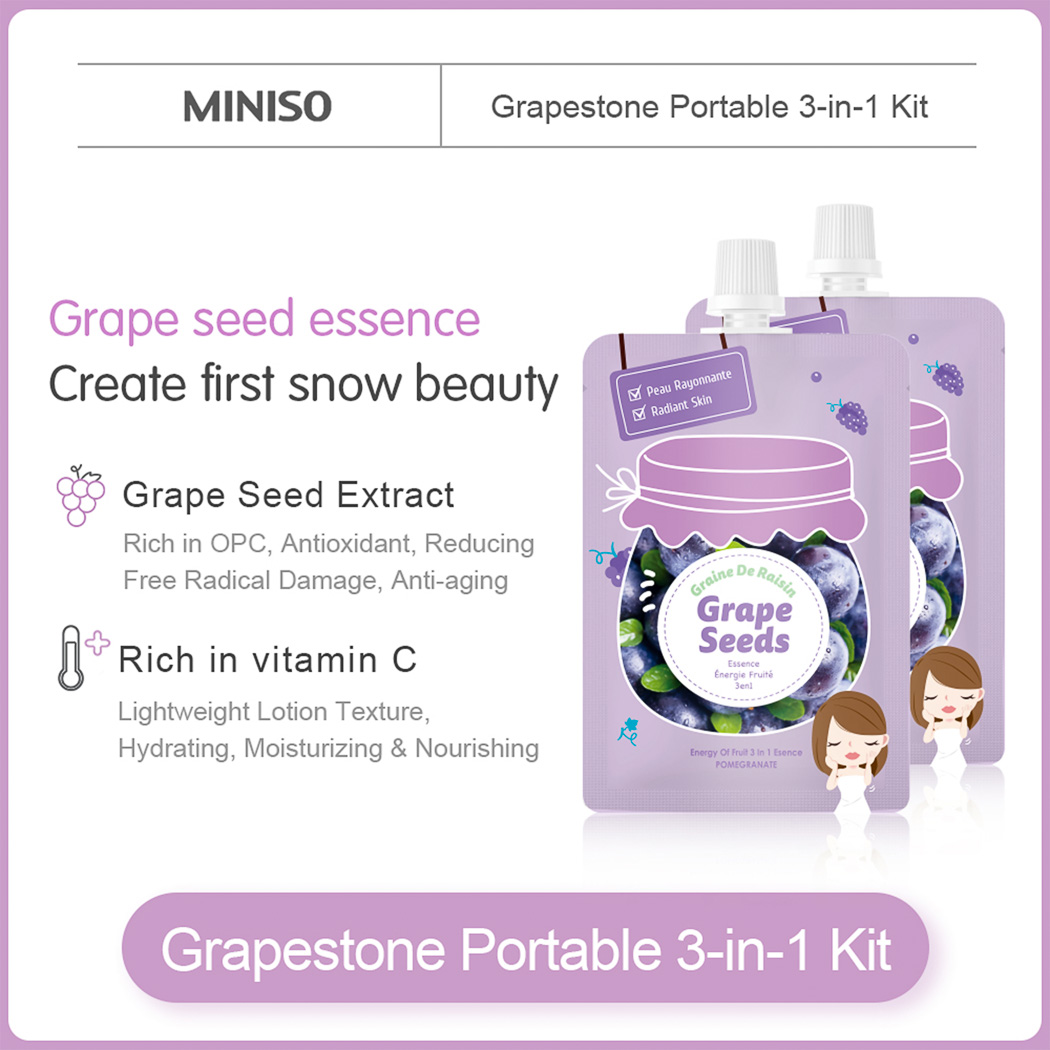 MINISO
Grapestone Portable 3-in-1 Kit
Grape seed essence
Create first snow beauty
Grape Seed Extract
Rich in OPC, Antioxidant, Reducing
Free Radical Damage, Anti-aging
Rich in vitamin C
Lightweight Lotion Texture,
Hydrating, Moisturizing & Nourishing
Peau Rayonnante
Radiant Skin
Graine De Raisin
Grape
Seeds
Essence
Énergie Fruité
3en1
Energy Of Fruit 3 In 1 Esence
POMEGRANATE
Grapestone Portable 3-in-1 Kit